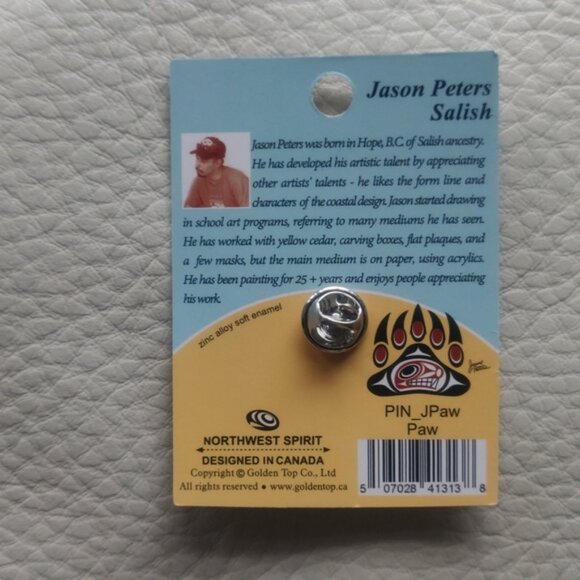 Jason Peters
Salish
Jason Peters was born in Hope, B.C. of Salish ancestry.
He has developed his artistic talent by appreciating
other artists' talents - he likes the form line and
characters of the coastal design. Jason started drawing
in school art programs, referring to many mediums he has seen.
He has worked with yellow cedar, carving boxes, flat plaques, and
a few masks, but the main medium is on paper, using acrylics.
He has been painting for 25 + years and enjoys people appreciating
his work.
zinc alloy soft enamel
PIN_JPaw
Paw
NORTHWEST SPIRIT
DESIGNED IN CANADA
Copyright © Golden Top Co., Ltd
All rights reserved • www.goldentop.ca
5 07028 41313 8